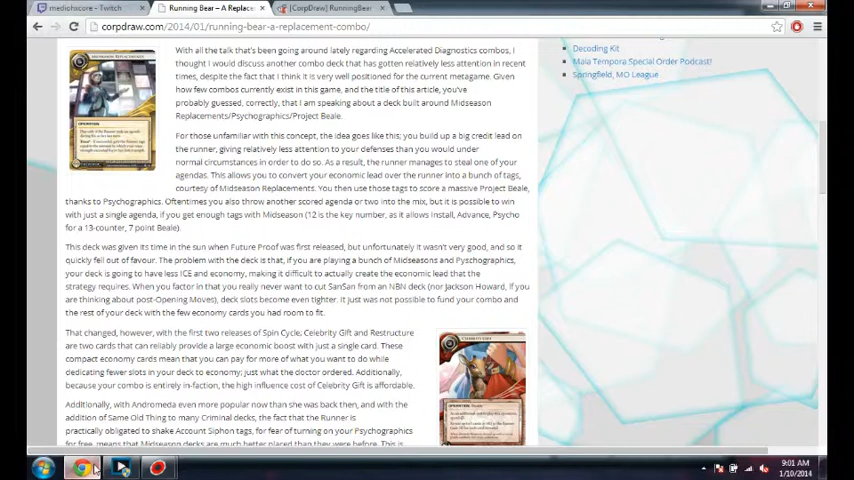 mediohxcore - Twitch
Running Bear – A Replace
[CorpDraw] RunningBear
corpdraw.com/2014/01/running-bear-a-replacement-combo/
Decoding Kit
Mala Tempora Special Order Podcast!
Springfield, MO League
With all the talk that's been going around lately regarding Accelerated Diagnostics combos, I
thought I would discuss another combo deck that has gotten relatively less attention in recent
times, despite the fact that I think it is very well positioned for the current metagame. Given
how few combos currently exist in this game, and the title of this article, you've
probably guessed, correctly, that I am speaking about a deck built around Midseason
Replacements/Psychographics/Project Beale.
For those unfamiliar with this concept, the idea goes like this; you build up a big credit lead on
the runner, giving relatively less attention to your defenses than you would under
normal circumstances in order to do so. As a result, the runner manages to steal one of your
agendas. This allows you to convert your economic lead over the runner into a bunch of tags,
courtesy of Midseason Replacements. You then use those tags to score a massive Project Beale,
thanks to Psychographics. Oftentimes you also throw another scored agenda or two into the mix, but it is possible to win
with just a single agenda, if you get enough tags with Midseason (12 is the key number, as it allows Install, Advance, Psycho
for a 13-counter, 7 point Beale).
This deck was given its time in the sun when Future Proof was first released, but unfortunately it wasn't very good, and so it
quickly fell out of favour. The problem with the deck is that, if you are playing a bunch of Midseasons and Psychographics,
your deck is going to have less ICE and economy, making it difficult to actually create the economic lead that the
strategy requires. When you factor in that you really never want to cut SanSan from an NBN deck (nor Jackson Howard, if you
are thinking about post-Opening Moves), deck slots become even tighter. It just was not possible to fund your combo and
the rest of your deck with the few economy cards you had room to fit.
That changed, however, with the first two releases of Spin Cycle; Celebrity Gift and Restructure
are two cards that can reliably provide a large economic boost with just a single card. These
compact economy cards mean that you can pay for more of what you want to do while
dedicating fewer slots in your deck to economy; just what the doctor ordered. Additionally,
because your combo is entirely in-faction, the high influence cost of Celebrity Gift is affordable.
Additionally, with Andromeda even more popular now than she was back then, and with the
addition of Same Old Thing to many Criminal decks, the fact that the Runner is
practically obligated to shake Account Siphon tags, for fear of turning on your Psychographics
for free, means that Midseason decks are much better placed than they were before. This is
CELEBRITY GIFT
9:01 AM
1/10/2014